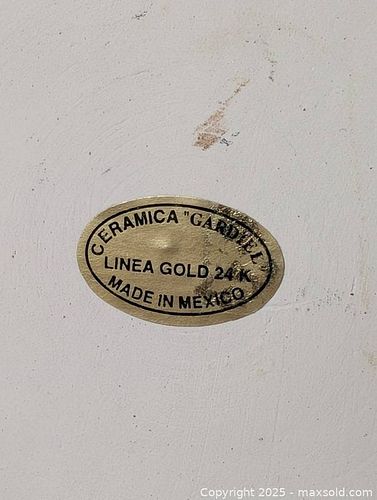 CERAMICA "GARDIEL"
LINEA GOLD 24 K
MADE IN MEXICO
Copyright © 2025 - maxsold.com